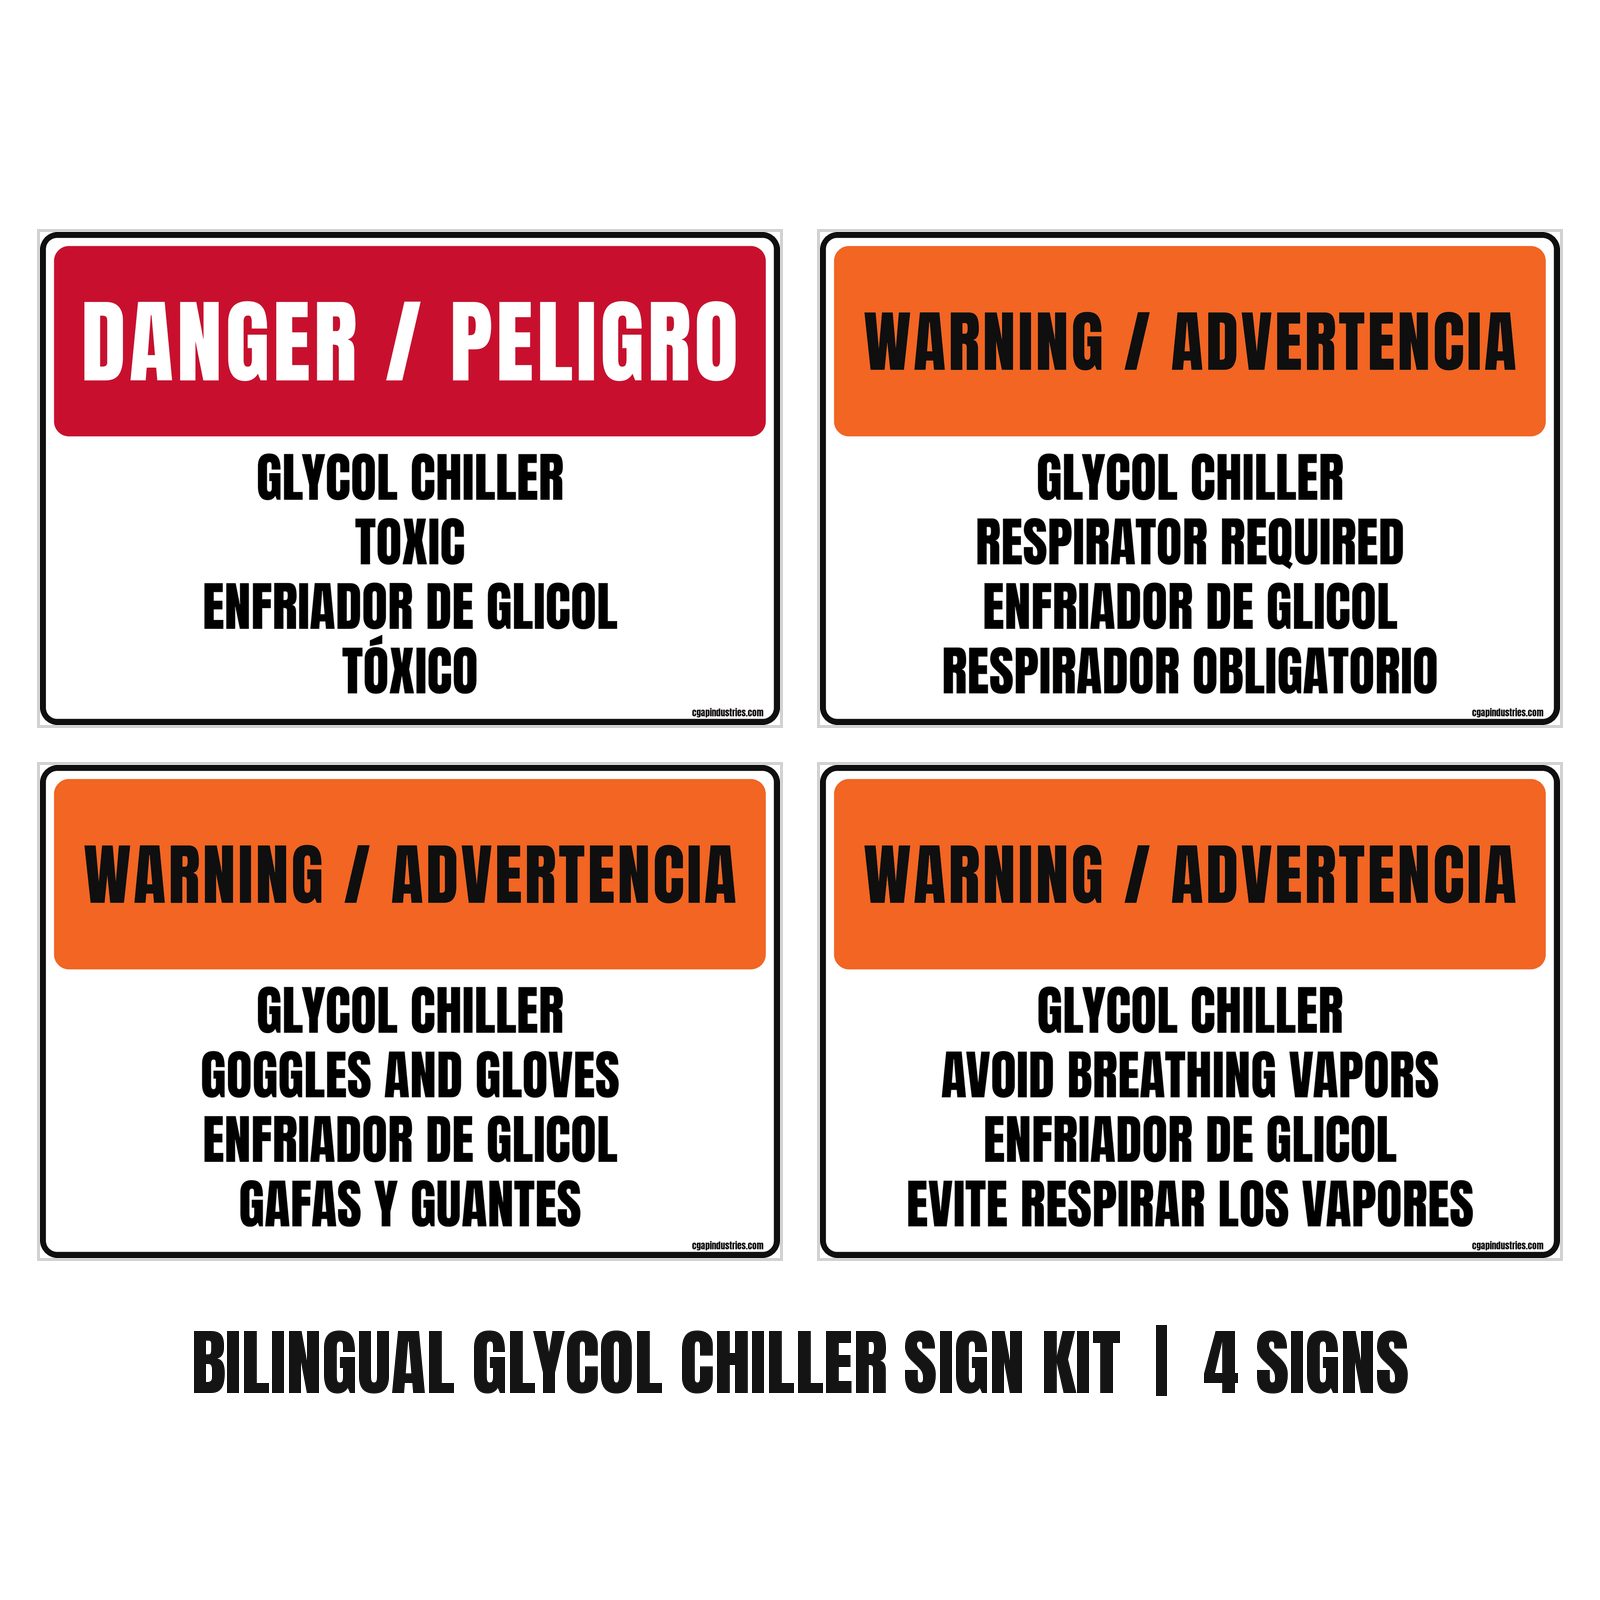 DANGER / PELIGRO
GLYCOL CHILLER
TOXIC
ENFRIADOR DE GLICOL
TÓXICO
cgapindustries.com
WARNING / ADVERTENCIA
GLYCOL CHILLER
RESPIRATOR REQUIRED
ENFRIADOR DE GLICOL
RESPIRADOR OBLIGATORIO
cgapindustries.com
WARNING / ADVERTENCIA
GLYCOL CHILLER
GOGGLES AND GLOVES
ENFRIADOR DE GLICOL
GAFAS Y GUANTES
cgapindustries.com
WARNING / ADVERTENCIA
GLYCOL CHILLER
AVOID BREATHING VAPORS
ENFRIADOR DE GLICOL
EVITE RESPIRAR LOS VAPORES
cgapindustries.com
BILINGUAL GLYCOL CHILLER SIGN KIT | 4 SIGNS